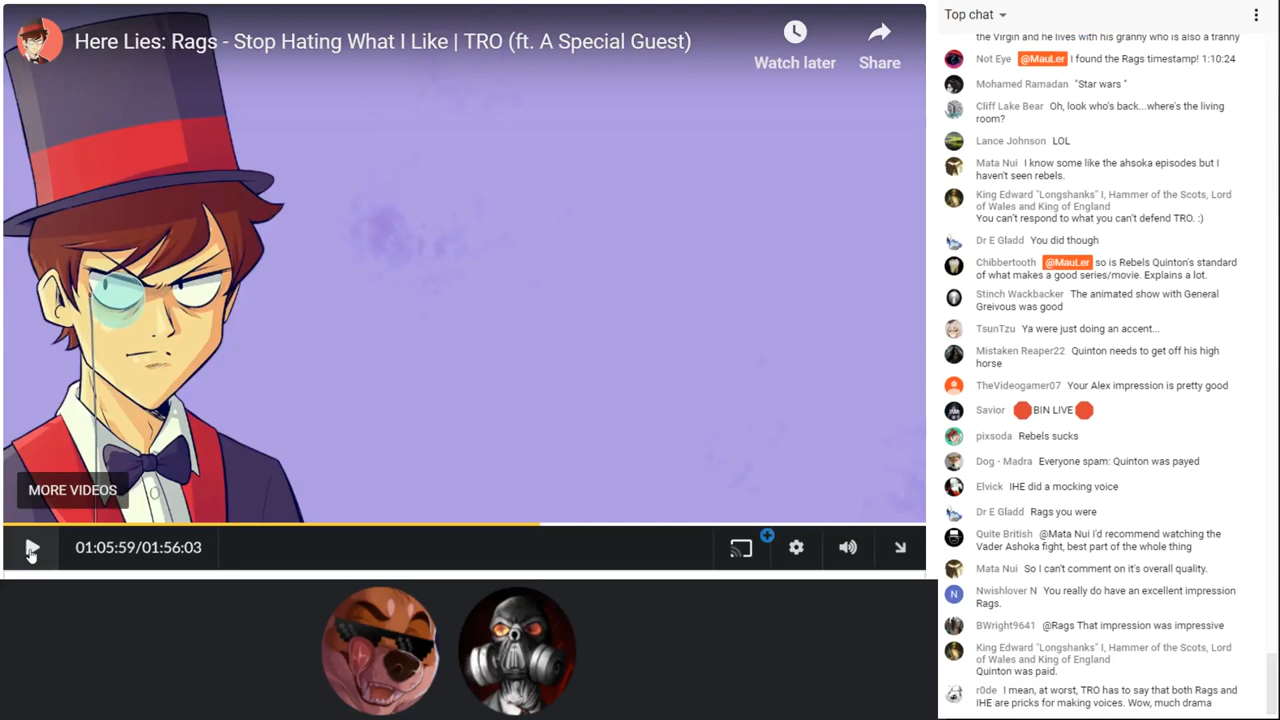 Here Lies: Rags - Stop Hating What I Like | TRO (ft. A Special Guest)
Watch later
Share
MORE VIDEOS
01:05:59/01:56:03
Top chat
the Virgin and he lives with his granny who is also a tranny
Not Eye @MauLer I found the Rags timestamp! 1:10:24
Mohamed Ramadan "Star wars "
Cliff Lake Bear Oh, look who's back...where's the living
room?
Lance Johnson LOL
Mata Nui I know some like the ahsoka episodes but I
haven't seen rebels.
King Edward "Longshanks" I, Hammer of the Scots, Lord
of Wales and King of England
You can't respond to what you can't defend TRO. :)
Dr E Gladd You did though
Chibbertooth @MauLer so is Rebels Quinton's standard
of what makes a good series/movie. Explains a lot.
Stinch Wackbacker The animated show with General
Greivous was good
TsunTzu Ya were just doing an accent...
Mistaken Reaper22 Quinton needs to get off his high
horse
TheVideogamer07 Your Alex impression is pretty good
Savior BIN LIVE
pixsoda Rebels sucks
Dog - Madra Everyone spam: Quinton was payed
Elvick IHE did a mocking voice
Dr E Gladd Rags you were
Quite British @Mata Nui I'd recommend watching the
Vader Ashoka fight, best part of the whole thing
Mata Nui So I can't comment on it's overall quality.
N
Nwishlover N You really do have an excellent impression
Rags.
BWright9641 @Rags That impression was impressive
King Edward "Longshanks" I, Hammer of the Scots, Lord
of Wales and King of England
Quinton was paid.
r0de I mean, at worst, TRO has to say that both Rags and
IHE are pricks for making voices. Wow, much drama